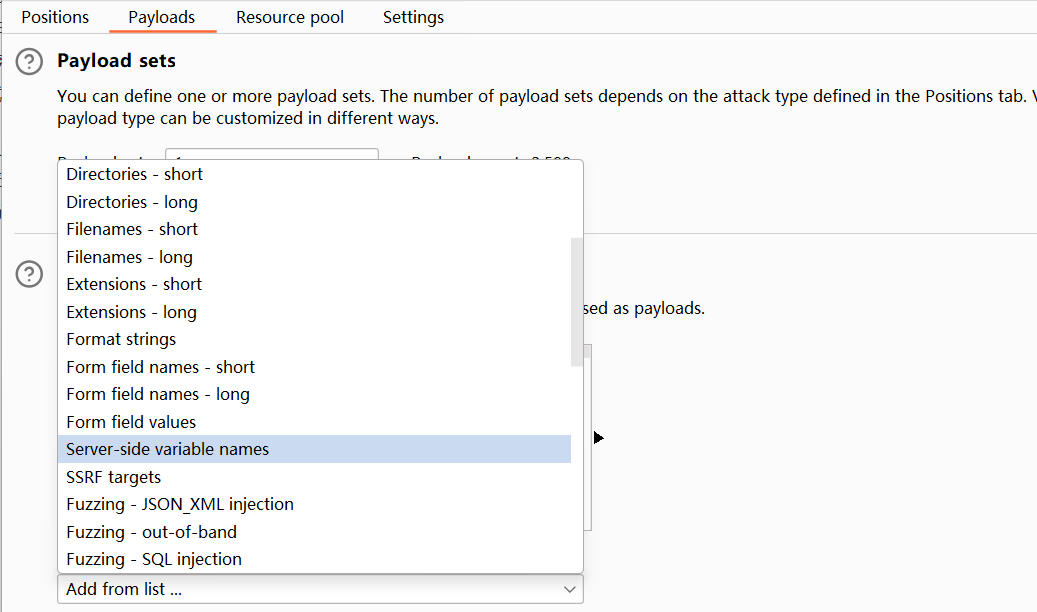 Positions Payloads Resource pool Settings
Payload sets
You can define one or more payload sets. The number of payload sets depends on the attack type defined in the Positions tab.
payload type can be customized in different ways.
Directories - short
Directories - long
Filenames - short
Filenames - long
Extensions - short
Extensions - long
sed as payloads.
Format strings
Form field names - short
Form field names - long
Form field values
Server-side variable names
SSRF targets
Fuzzing - JSON_XML injection
Fuzzing - out-of-band
Fuzzing - SQL injection
Add from list ...